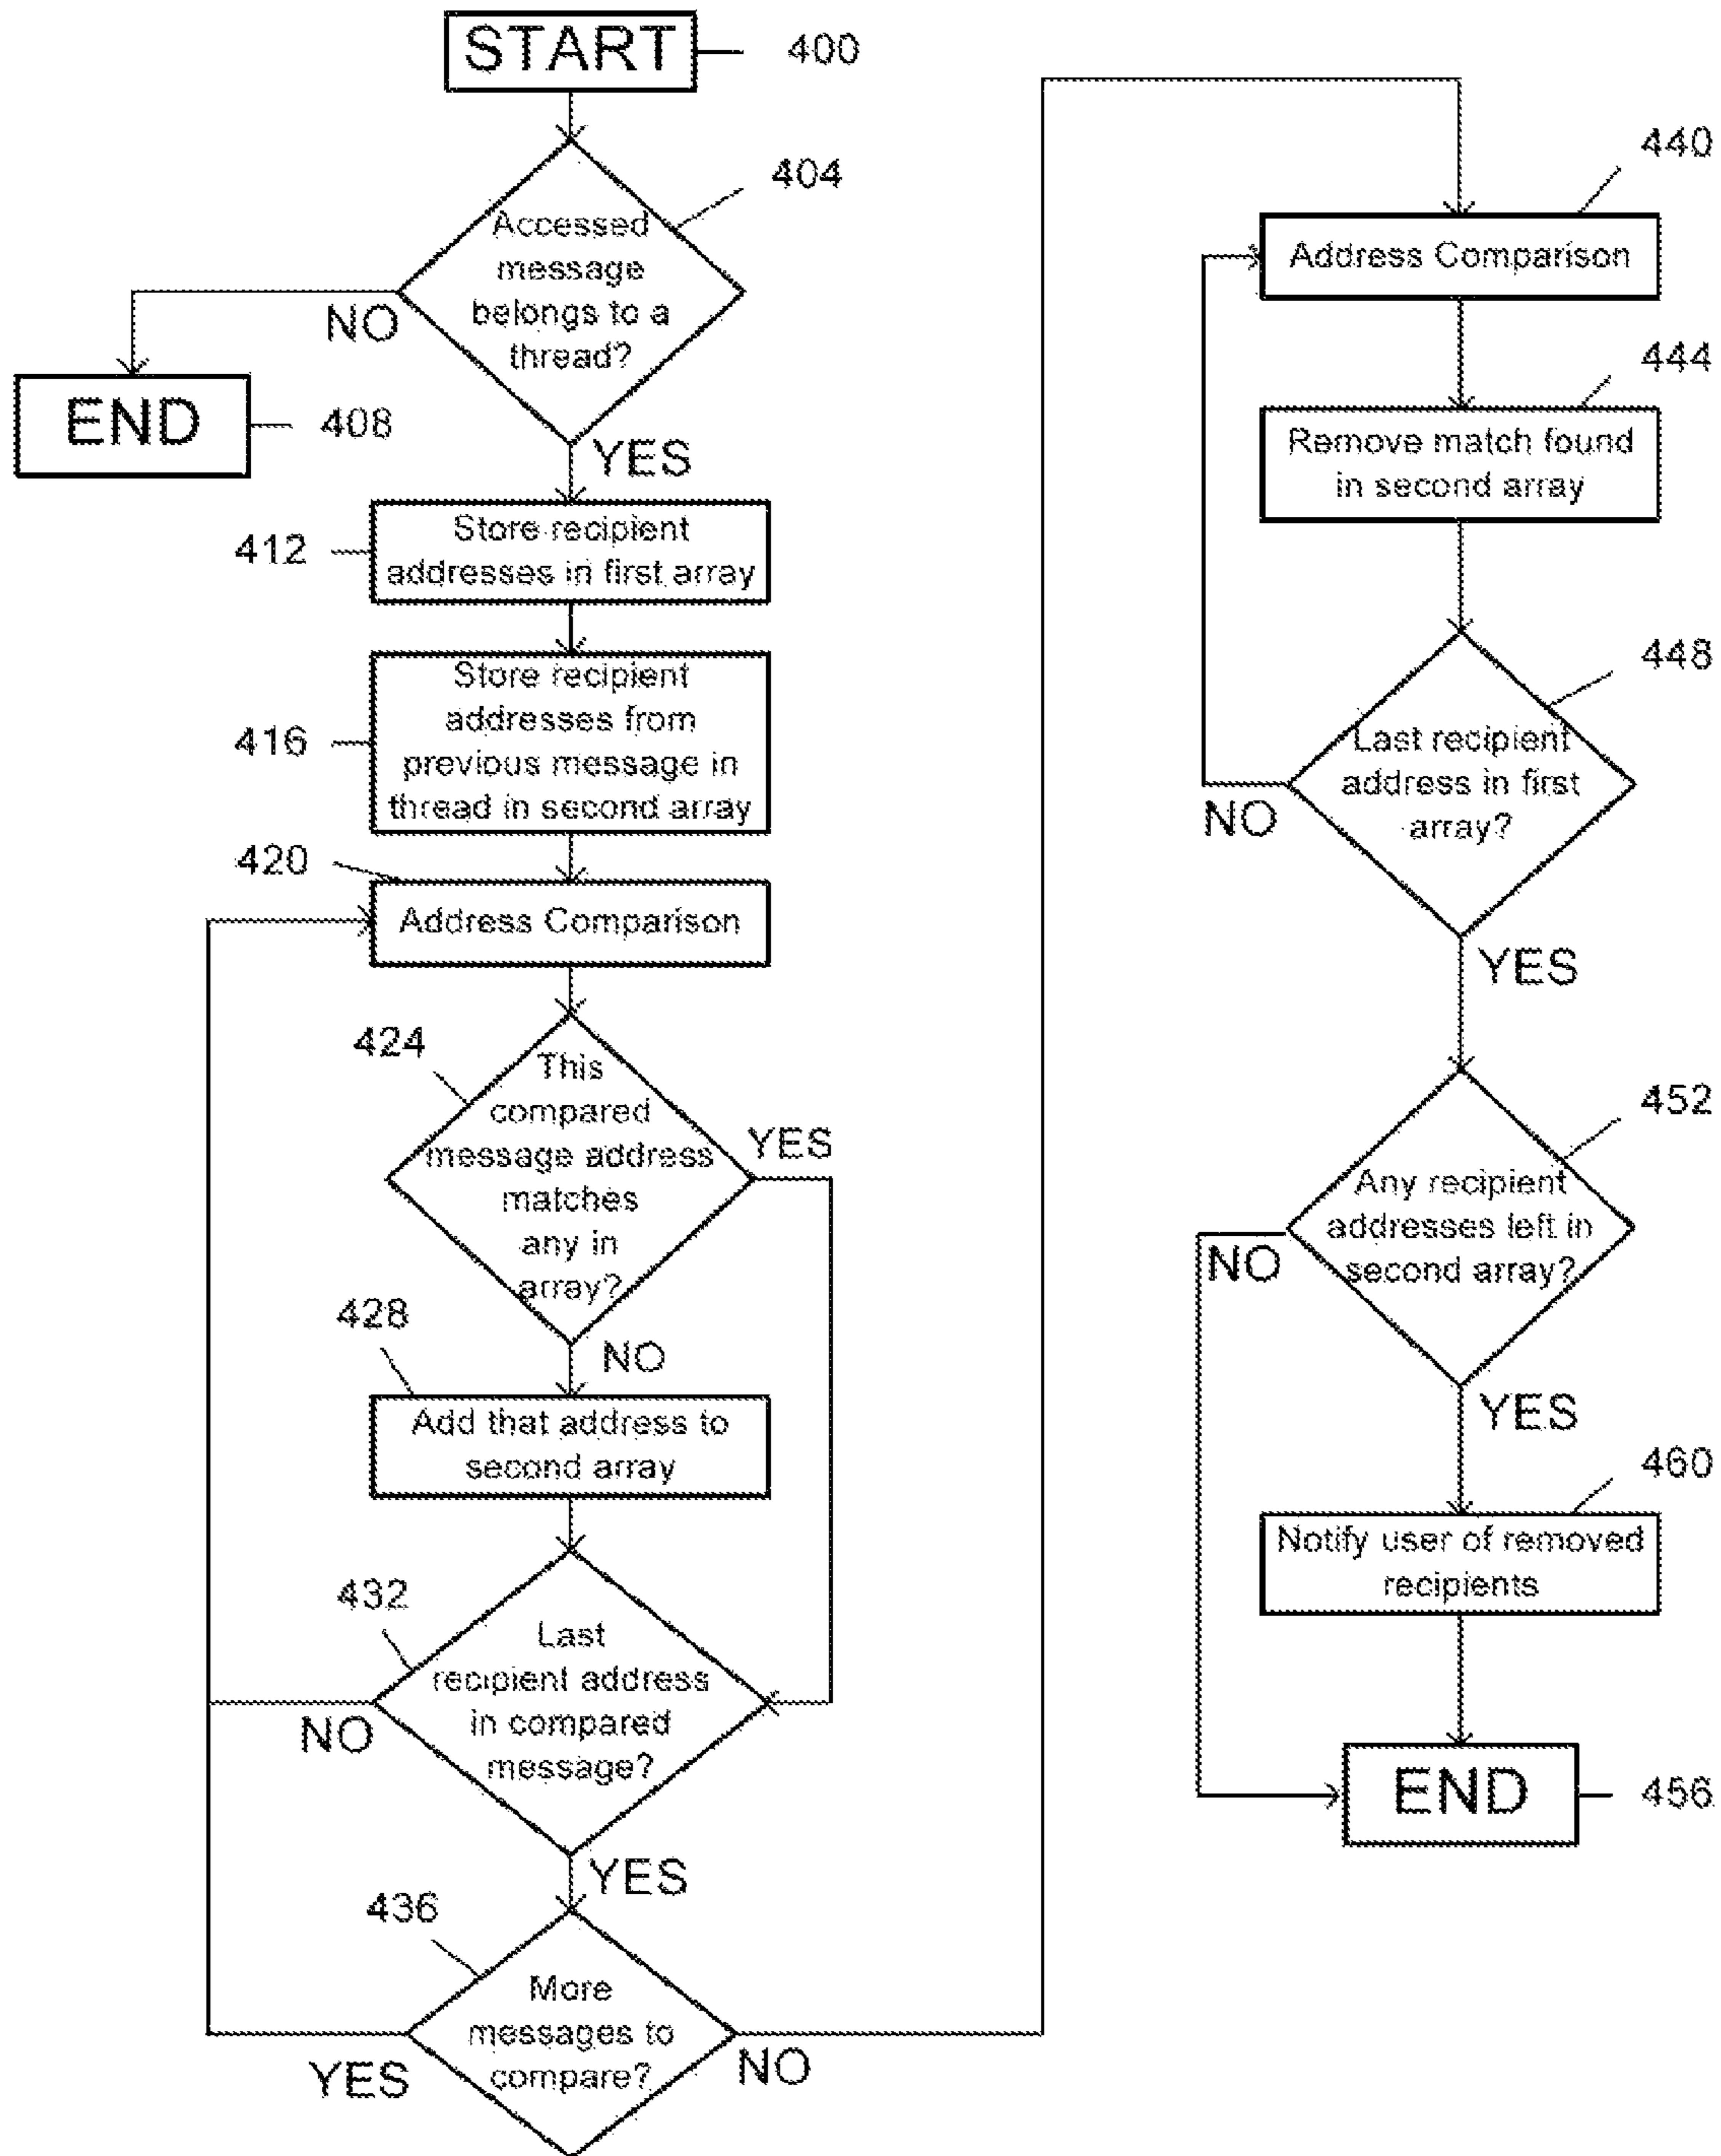 START
400
404
Accessed
message
belongs to a
thread?
NO
END
408
YES
412
Store recipient
addresses in first array
416
Store recipient
addresses from
previous message in
thread in second array
420
Address Comparison
424
This
compared
message address
matches
any in
array?
YES
NO
428
Add that address to
second array
432
Last
recipient address
in compared
message?
NO
YES
436
More
messages to
compare?
YES
NO
440
Address Comparison
444
Remove match found
in second array
448
Last recipient
address in first
array?
NO
YES
452
Any recipient
addresses left in
second array?
NO
YES
460
Notify user of removed
recipients
END
456